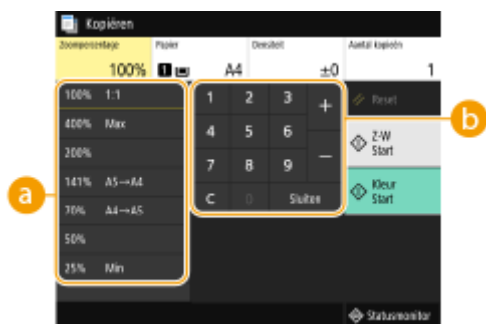 Kopiëren
Zoompercentage Papier Densiteit Aantal kopieën
100% 1 A4 ±0 1
100% 1:1
400% Max
200%
141% A5→A4
70% A4→A5
50%
25% Min
1 2 3 +
4 5 6
7 8 9 −
C 0 Sluiten
Reset
Z-W
Start
Kleur
Start
a
b
Statusmonitor